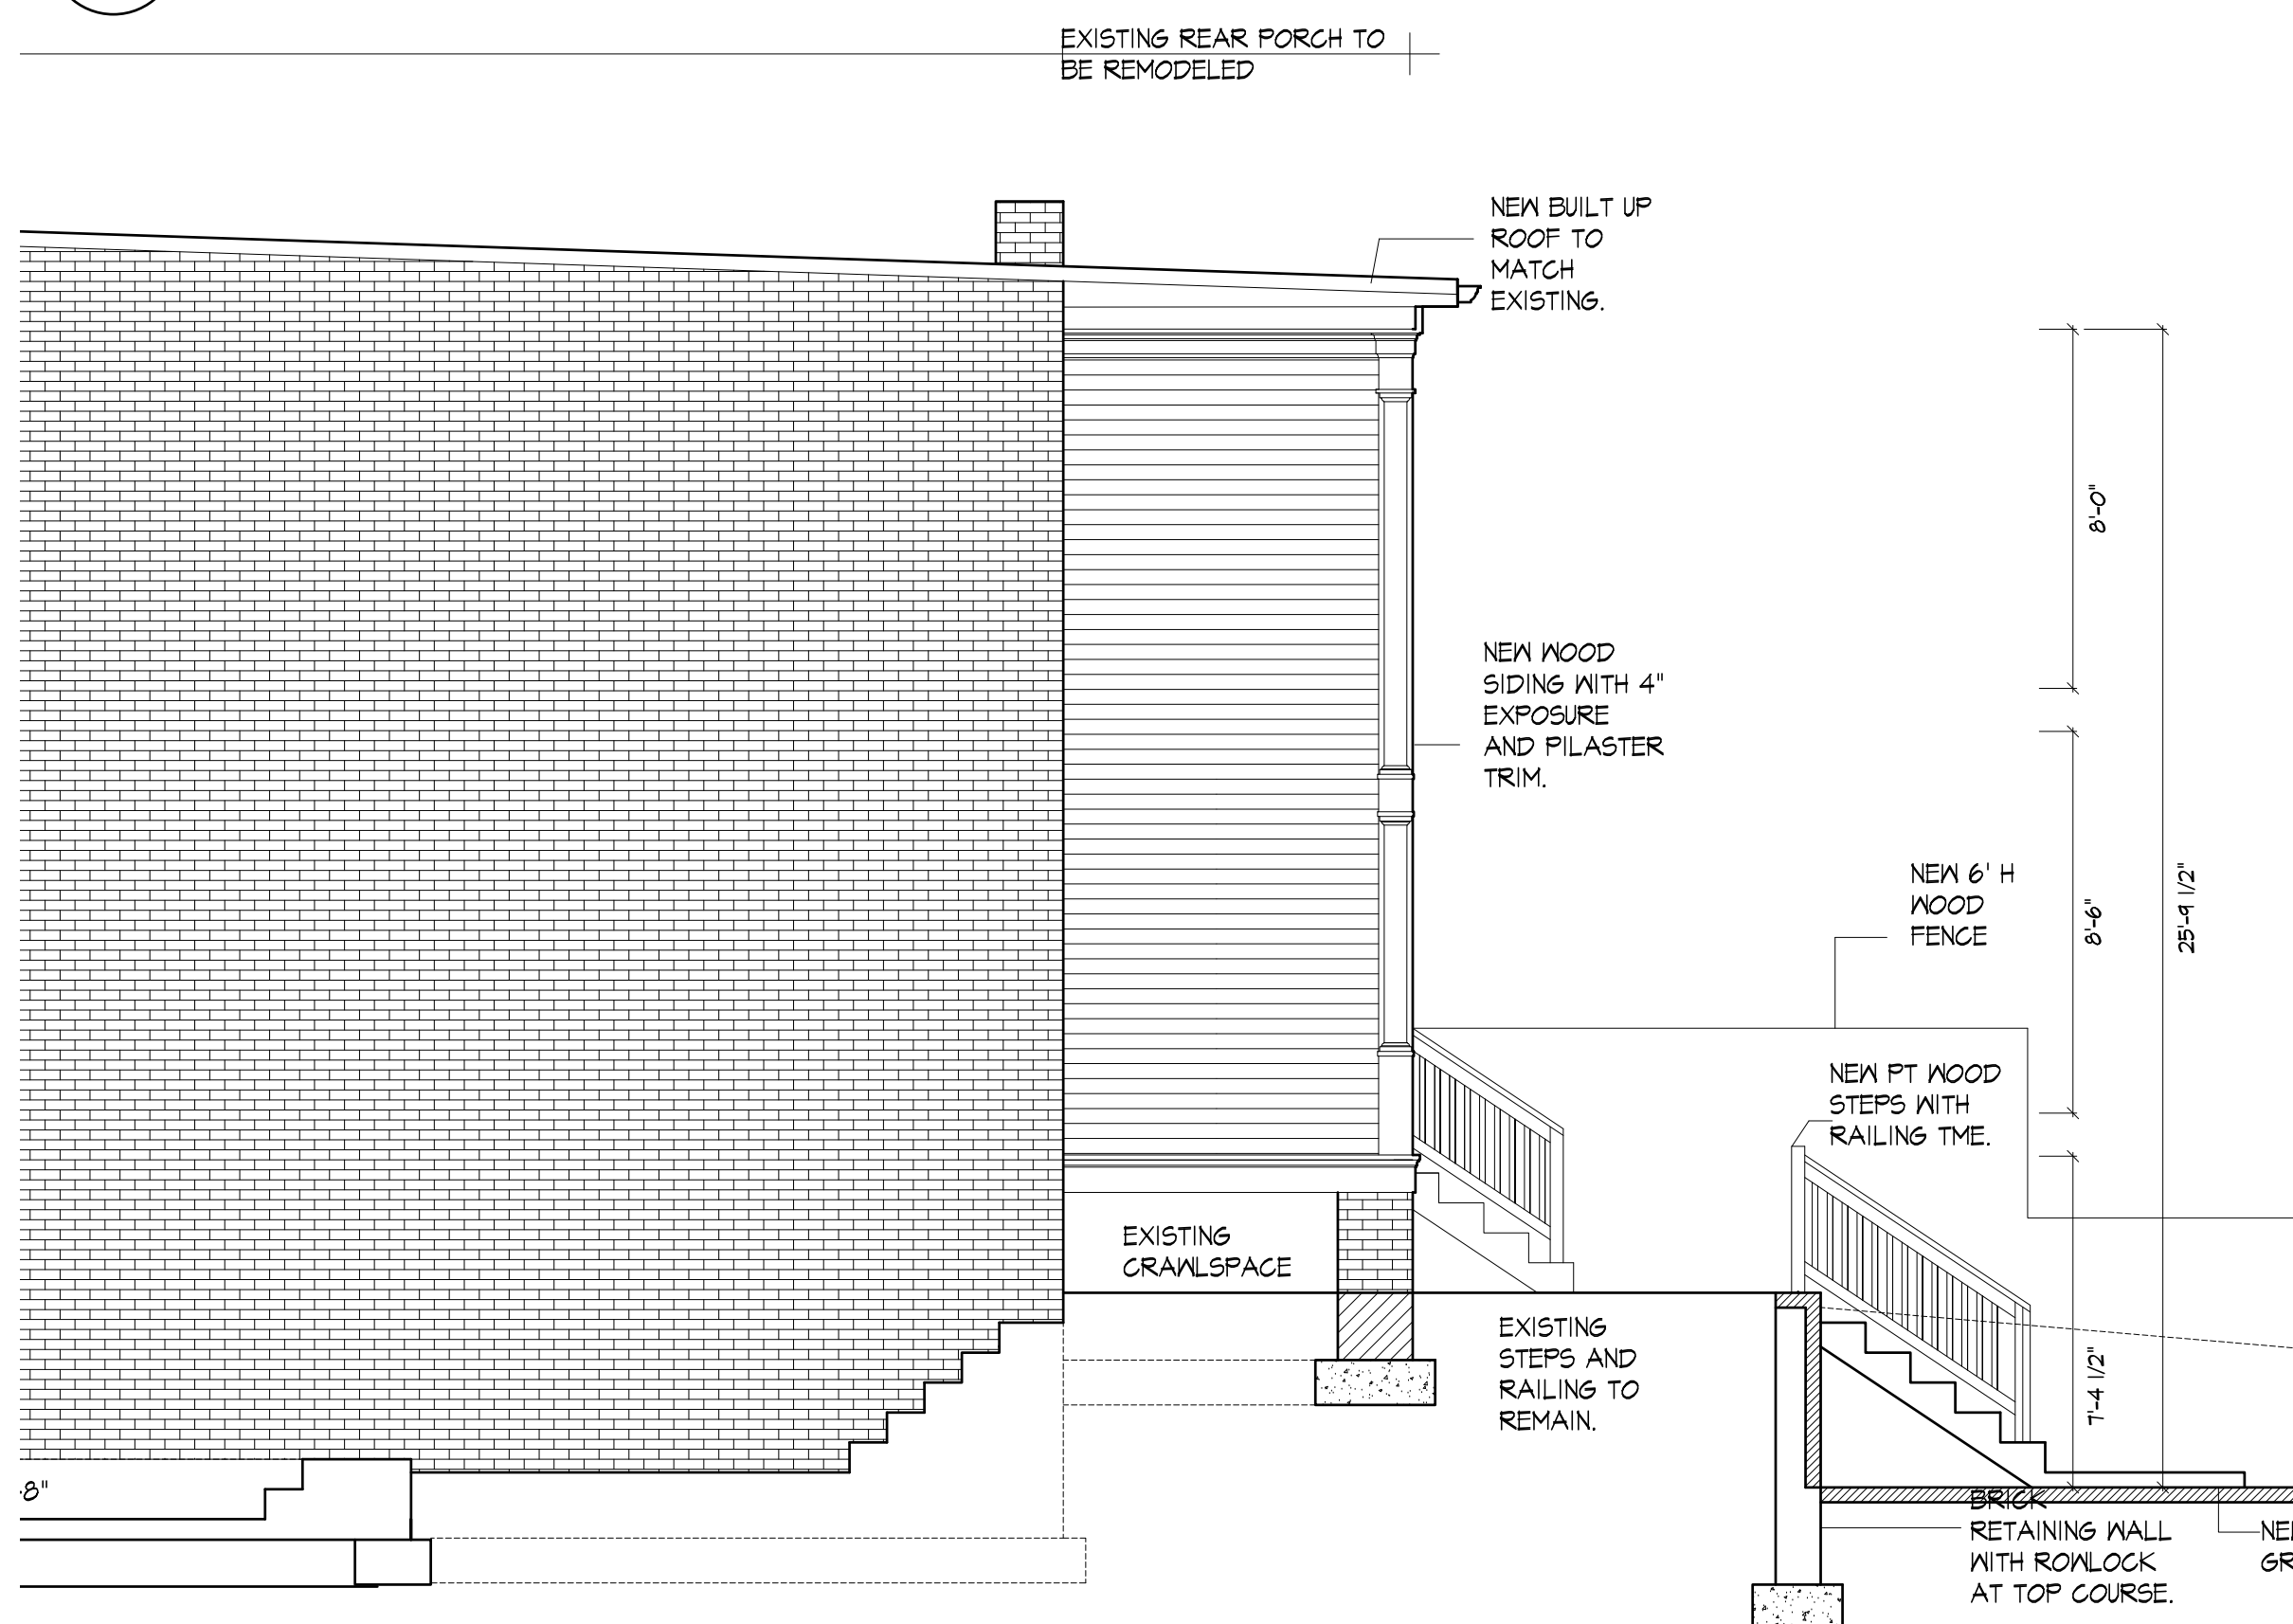 EXISTING REAR PORCH TO
BE REMODELED
NEW BUILT UP
ROOF TO
MATCH
EXISTING.
8'-0"
NEW WOOD
SIDING WITH 4"
EXPOSURE
AND PILASTER
TRIM.
NEW 6' H
WOOD
FENCE
8'-6"
25'-9 1/2"
NEW PT WOOD
STEPS WITH
RAILING TME.
EXISTING
CRAWLSPACE
EXISTING
STEPS AND
RAILING TO
REMAIN.
7'-4 1/2"
-8"
BRICK
RETAINING WALL
WITH ROWLOCK
AT TOP COURSE.